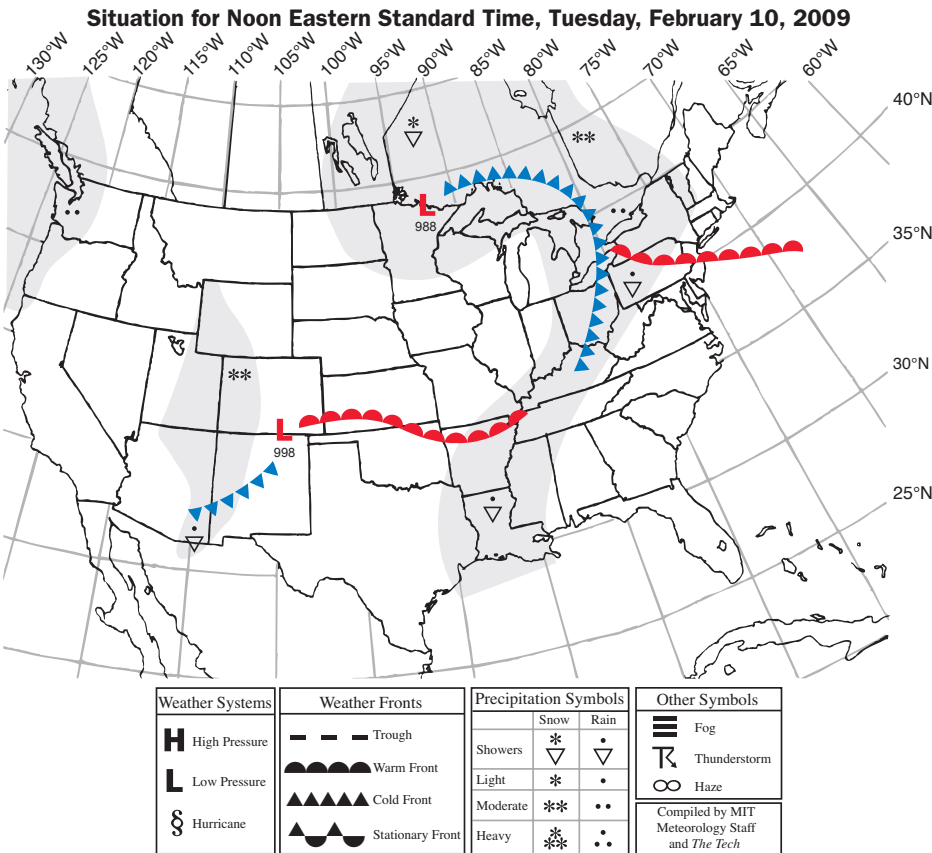 Situation for Noon Eastern Standard Time, Tuesday, February 10, 2009
130°W 125°W 120°W 115°W 110°W 105°W 100°W 95°W 90°W 85°W 80°W 75°W 70°W 65°W 60°W
40°N
35°N
30°N
25°N
L
988
L
998
Weather Systems
H High Pressure
L Low Pressure
§ Hurricane
Weather Fronts
Trough
Warm Front
Cold Front
Stationary Front
Precipitation Symbols
Snow Rain
Showers
Light
Moderate
Heavy
Other Symbols
Fog
Thunderstorm
Haze
Compiled by MIT
Meteorology Staff
and The Tech